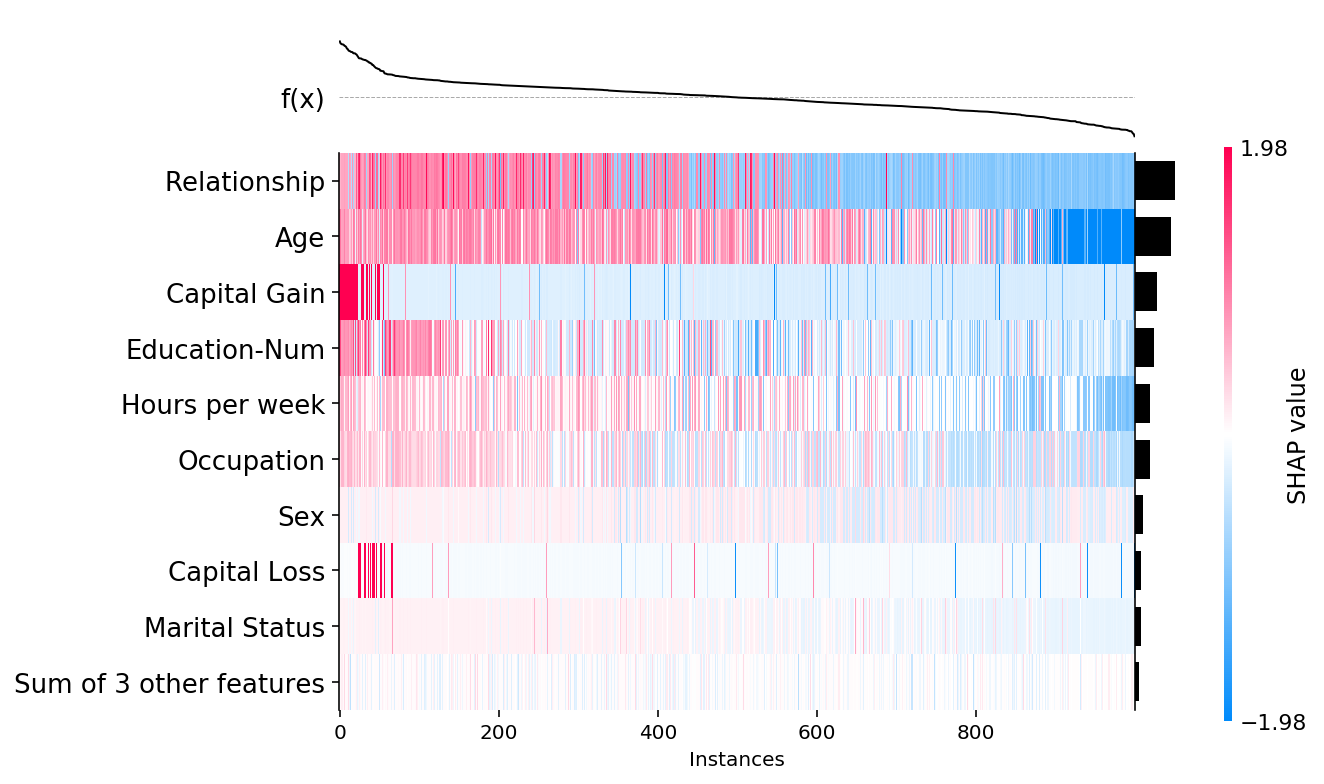 f(x)
Relationship
Age
Capital Gain
Education-Num
Hours per week
Occupation
Sex
Capital Loss
Marital Status
Sum of 3 other features
0 200 400 600 800
Instances
1.98
SHAP value
−1.98